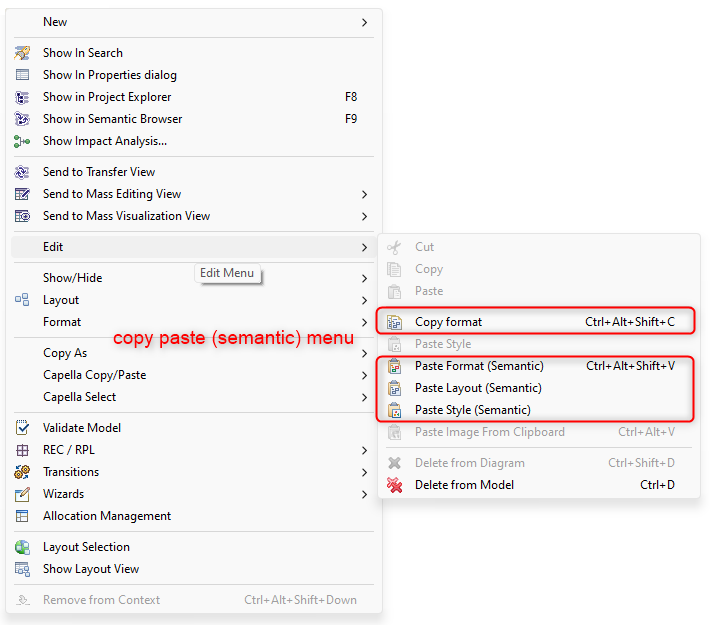 New
Show In Search
Show In Properties dialog
Show in Project Explorer F8
Show in Semantic Browser F9
Show Impact Analysis...
Send to Transfer View
Send to Mass Editing View
Send to Mass Visualization View
Edit
Edit Menu
Show/Hide
Layout
Format
copy paste (semantic) menu
Copy As
Capella Copy/Paste
Capella Select
Validate Model
REC / RPL
Transitions
Wizards
Allocation Management
Layout Selection
Show Layout View
Remove from Context Ctrl+Alt+Shift+Down
Cut
Copy
Paste
Copy format Ctrl+Alt+Shift+C
Paste Style
Paste Format (Semantic) Ctrl+Alt+Shift+V
Paste Layout (Semantic)
Paste Style (Semantic)
Paste Image From Clipboard Ctrl+Alt+V
Delete from Diagram Ctrl+Shift+D
Delete from Model Ctrl+D